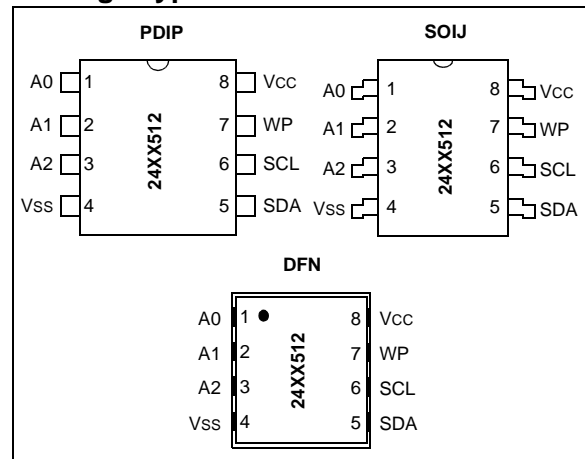 PDIP
A0 1 8 VCC
A1 2 7 WP
A2 3 6 SCL
VSS 4 5 SDA
24XX512
SOIJ
A0 1 8 VCC
A1 2 7 WP
A2 3 6 SCL
VSS 4 5 SDA
24XX512
DFN
A0 1 8 VCC
A1 2 7 WP
A2 3 6 SCL
VSS 4 5 SDA
24XX512